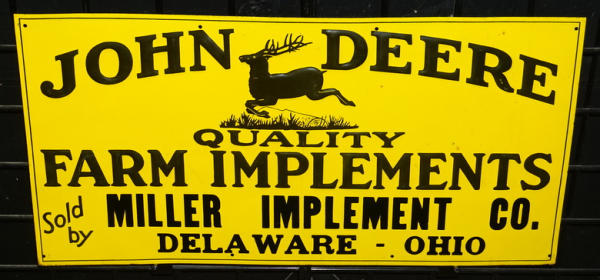 JOHN DEERE
QUALITY
FARM IMPLEMENTS
Sold by MILLER IMPLEMENT CO.
DELAWARE - OHIO